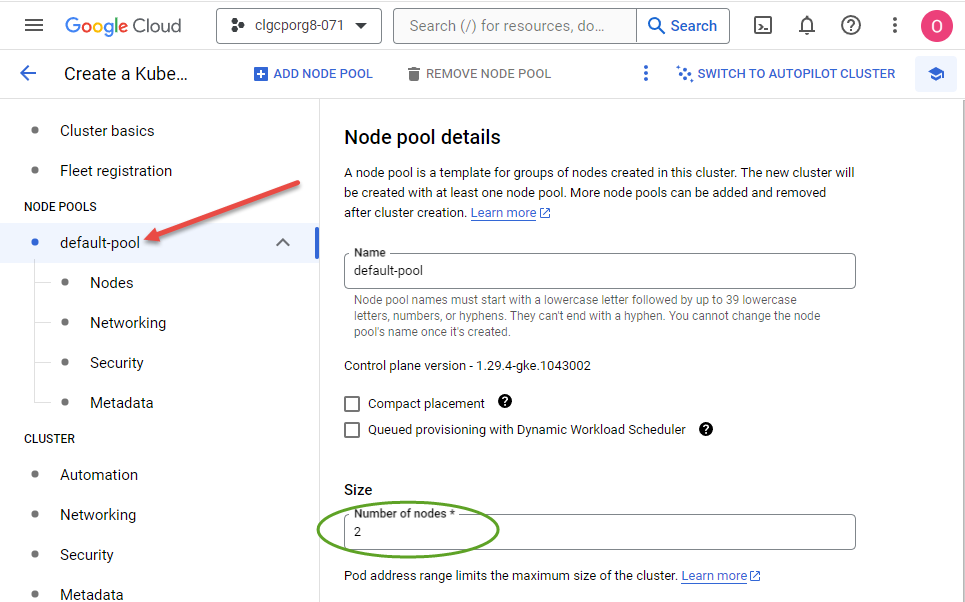 Google Cloud
clgcporg8-071
Search (/) for resources, do...
Search
O
Create a Kube...
ADD NODE POOL
REMOVE NODE POOL
SWITCH TO AUTOPILOT CLUSTER
Cluster basics
Fleet registration
NODE POOLS
default-pool
Nodes
Networking
Security
Metadata
CLUSTER
Automation
Networking
Security
Metadata
Node pool details
A node pool is a template for groups of nodes created in this cluster. The new cluster will
be created with at least one node pool. More node pools can be added and removed
after cluster creation. Learn more
Name
default-pool
Node pool names must start with a lowercase letter followed by up to 39 lowercase
letters, numbers, or hyphens. They can't end with a hyphen. You cannot change the node
pool's name once it's created.
Control plane version - 1.29.4-gke.1043002
Compact placement
Queued provisioning with Dynamic Workload Scheduler
Size
Number of nodes *
2
Pod address range limits the maximum size of the cluster. Learn more